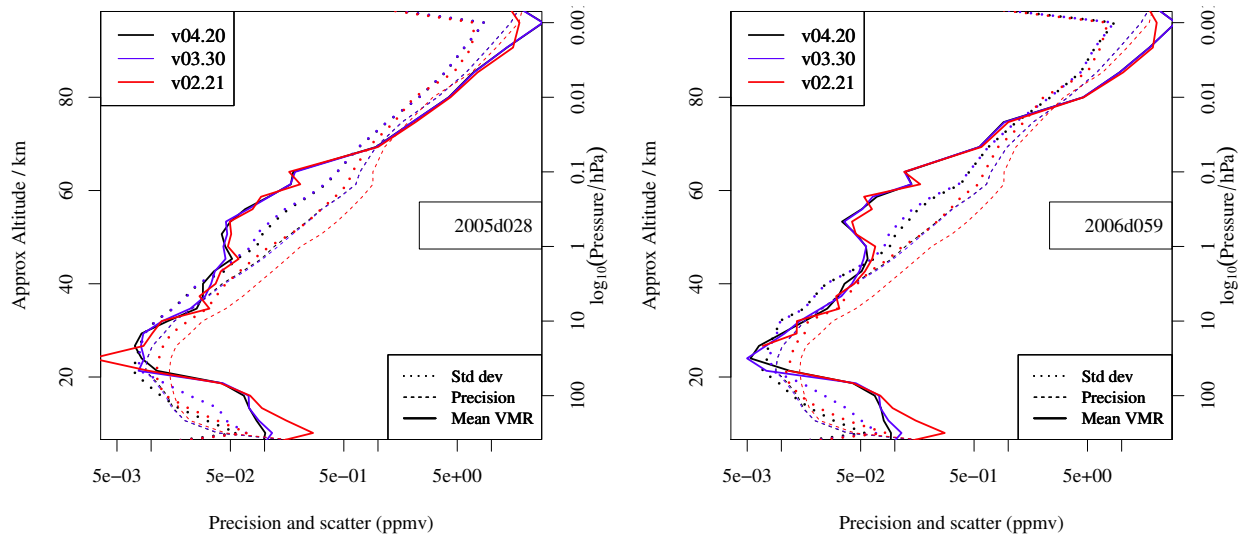 v04.20
v03.30
v02.21
80
60
40
20
Approx Altitude / km
2005d028
Std dev
Precision
Mean VMR
0.00
0.01
0.1
1
10
100
log₁₀(Pressure/hPa)
5e−03
5e−02
5e−01
5e+00
Precision and scatter (ppmv)
v04.20
v03.30
v02.21
80
60
40
20
Approx Altitude / km
2006d059
Std dev
Precision
Mean VMR
0.00
0.01
0.1
1
10
100
log₁₀(Pressure/hPa)
5e−03
5e−02
5e−01
5e+00
Precision and scatter (ppmv)